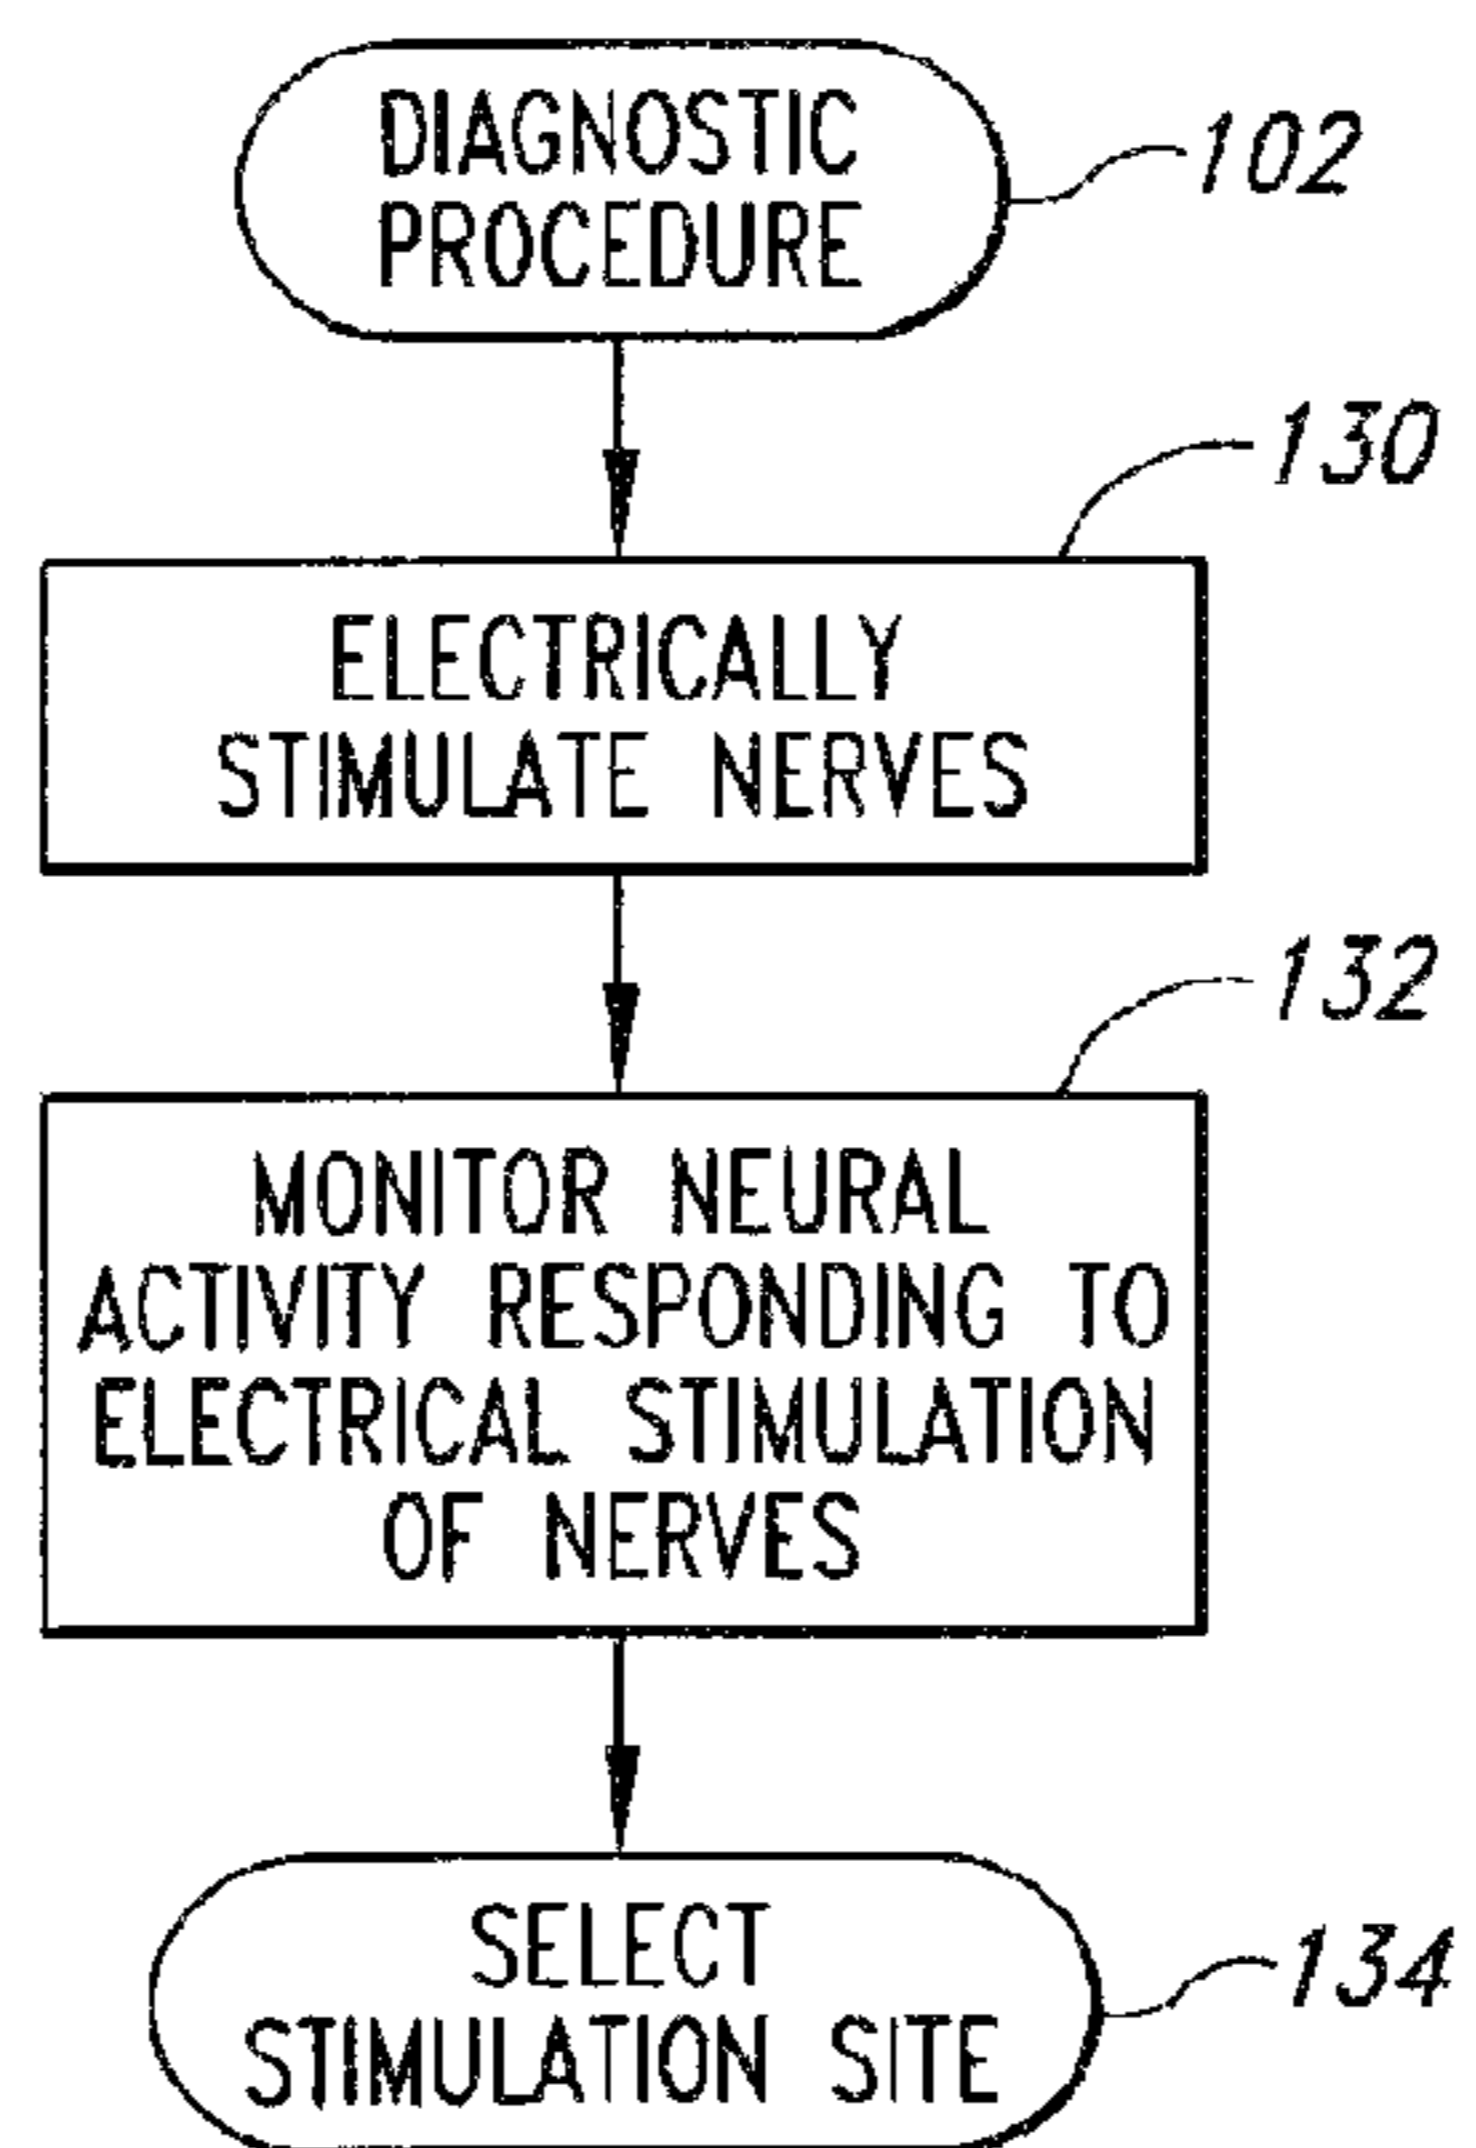 DIAGNOSTIC
PROCEDURE
102
130
ELECTRICALLY
STIMULATE NERVES
132
MONITOR NEURAL
ACTIVITY RESPONDING TO
ELECTRICAL STIMULATION
OF NERVES
SELECT
STIMULATION SITE
134